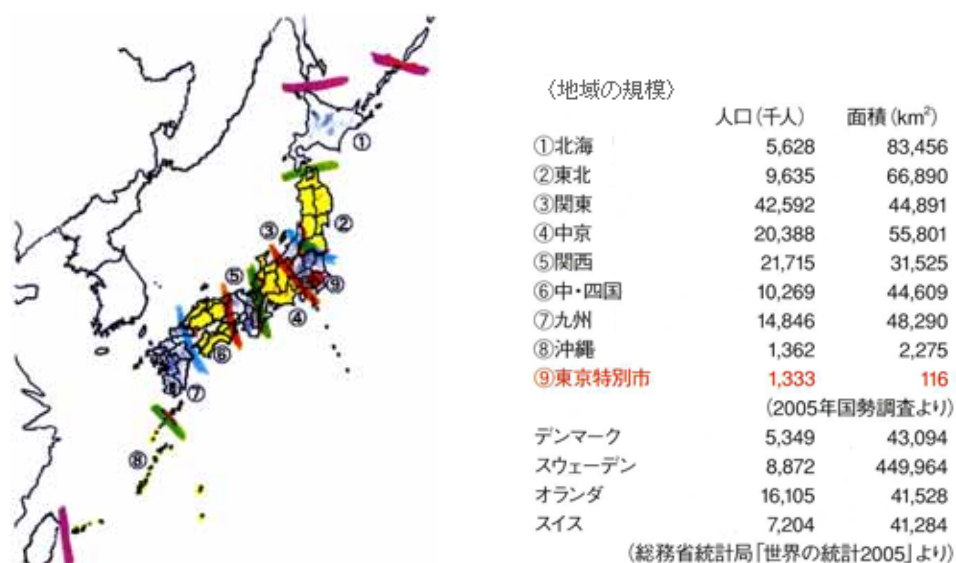 ①
②
③
⑨
⑤
④
⑥
⑦
⑧
〈地域の規模〉
人口(千人) 面積(km²)
①北海 5,628 83,456
②東北 9,635 66,890
③関東 42,592 44,891
④中京 20,388 55,801
⑤関西 21,715 31,525
⑥中・四国 10,269 44,609
⑦九州 14,846 48,290
⑧沖縄 1,362 2,275
⑨東京特別市 1,333 116
(2005年国勢調査より)
デンマーク 5,349 43,094
スウェーデン 8,872 449,964
オランダ 16,105 41,528
スイス 7,204 41,284
(総務省統計局「世界の統計2005」より)